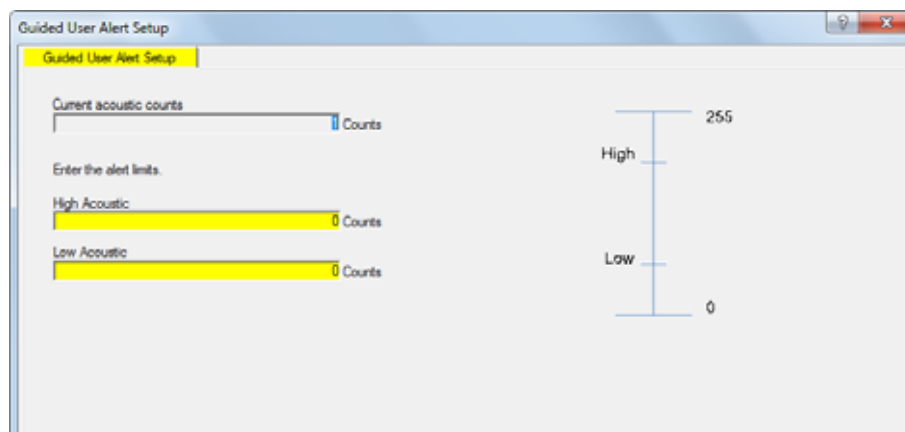 Guided User Alert Setup
Guided User Alert Setup
Current acoustic counts
1 Counts
Enter the alert limits.
High Acoustic
0 Counts
Low Acoustic
0 Counts
255
High
Low
0